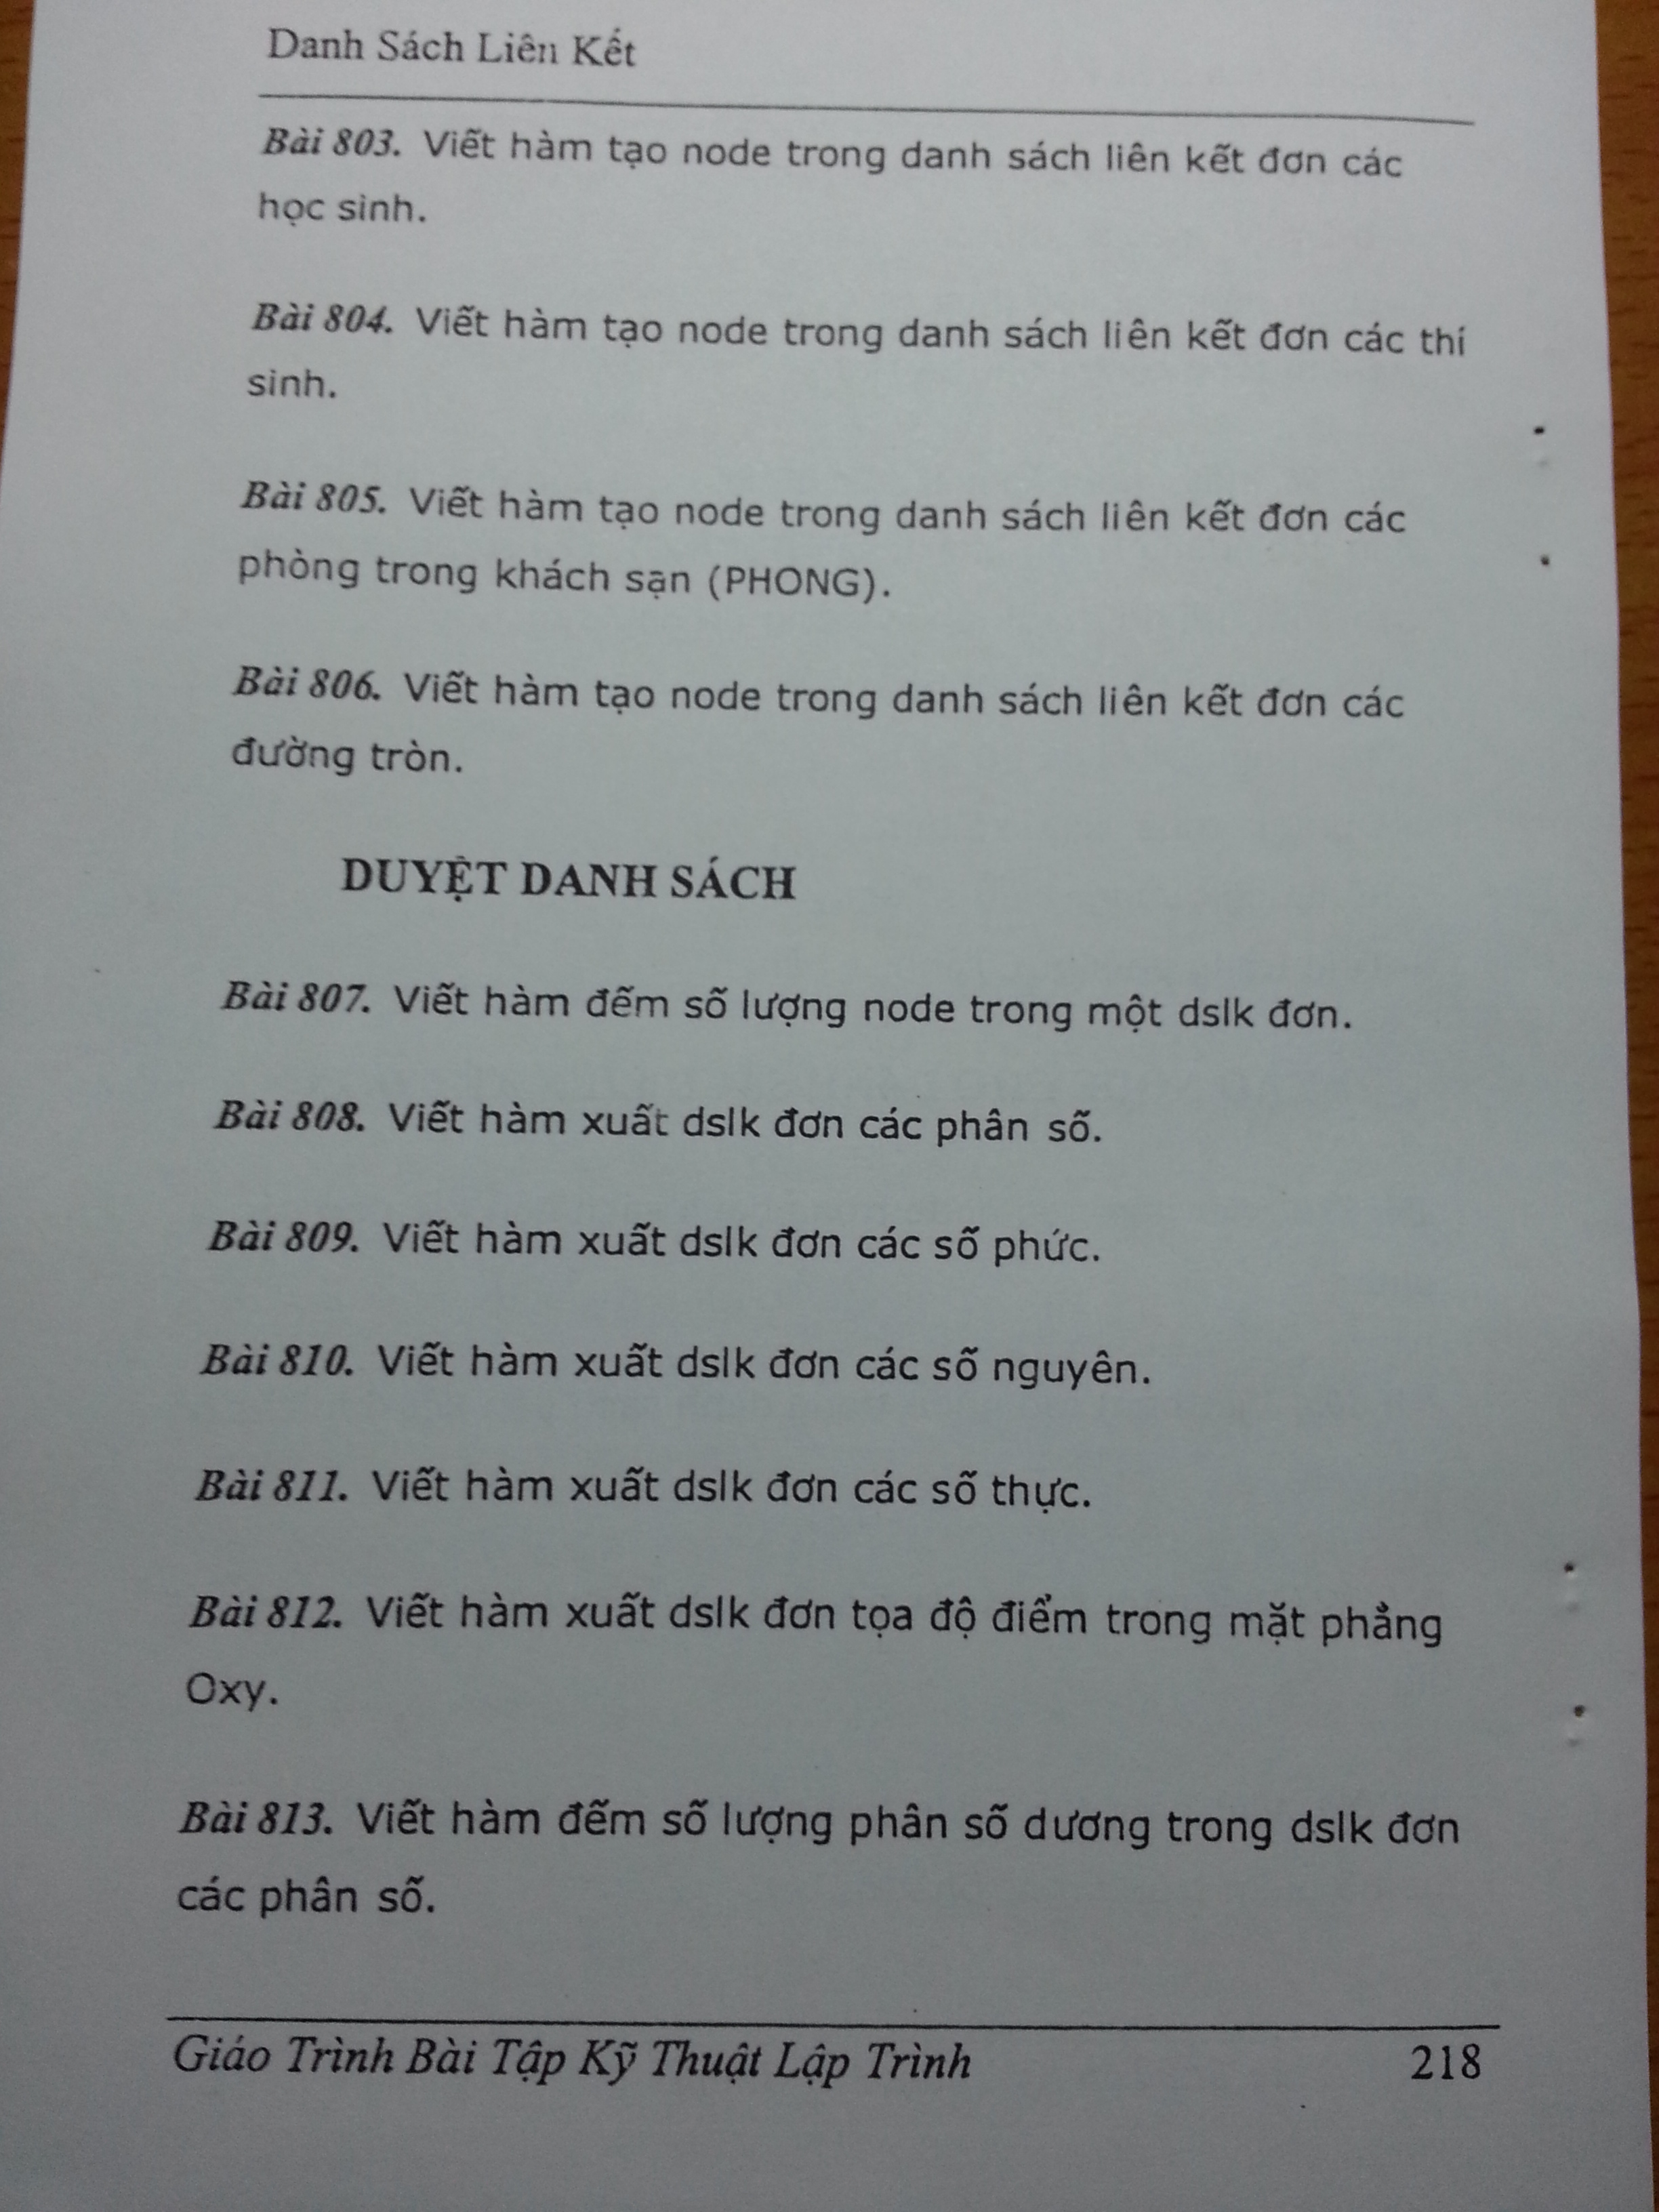 Danh Sách Liên Kết
Bài 803. Viết hàm tạo node trong danh sách liên kết đơn các
học sinh.
Bài 804. Viết hàm tạo node trong danh sách liên kết đơn các thí
sinh.
Bài 805. Viết hàm tạo node trong danh sách liên kết đơn các
phòng trong khách sạn (PHONG).
Bài 806. Viết hàm tạo node trong danh sách liên kết đơn các
đường tròn.
DUYỆT DANH SÁCH
Bài 807. Viết hàm đếm số lượng node trong một dslk đơn.
Bài 808. Viết hàm xuất dslk đơn các phân số.
Bài 809. Viết hàm xuất dslk đơn các số phức.
Bài 810. Viết hàm xuất dslk đơn các số nguyên.
Bài 811. Viết hàm xuất dslk đơn các số thực.
Bài 812. Viết hàm xuất dslk đơn tọa độ điểm trong mặt phẳng
Oxy.
Bài 813. Viết hàm đếm số lượng phân số dương trong dslk đơn
các phân số.
Giáo Trình Bài Tập Kỹ Thuật Lập Trình 218